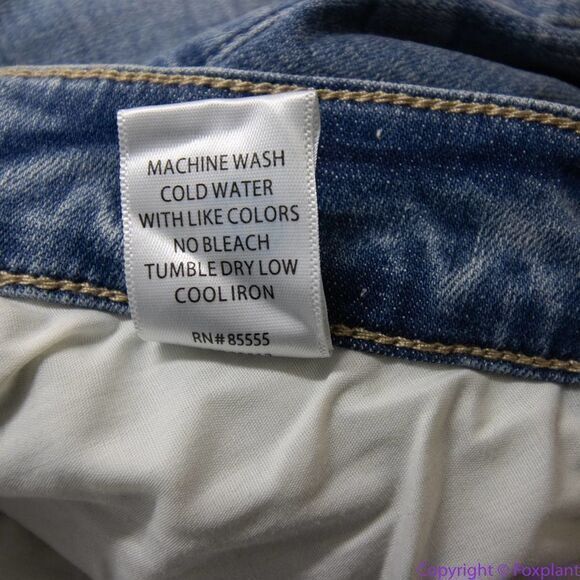 MACHINE WASH
COLD WATER
WITH LIKE COLORS
NO BLEACH
TUMBLE DRY LOW
COOL IRON
RN# 85555
Copyright © Foxplant